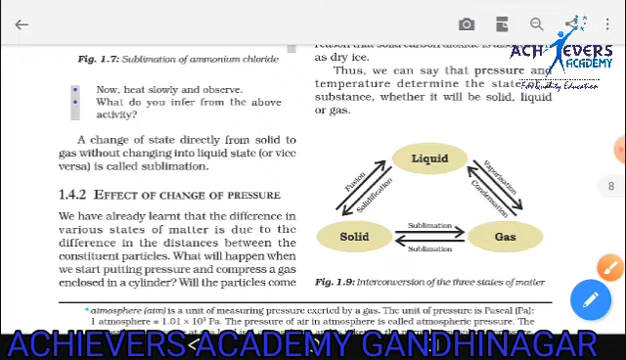 Fig. 1.7: Sublimation of ammonium chloride
Now, heat slowly and observe.
What do you infer from the above
activity?
A change of state directly from solid to
gas without changing into liquid state (or vice
versa) is called sublimation.
1.4.2 EFFECT OF CHANGE OF PRESSURE
We have already learnt that the difference in
various states of matter is due to the
difference in the distances between the
constituent particles. What will happen when
we start putting pressure and compress a gas
enclosed in a cylinder? Will the particles come
reason that solid carbon dioxide is
as dry ice.
Thus, we can say that pressure and
temperature determine the state of
substance, whether it will be solid, liquid
or gas.
Liquid
Fusion
Solidification
Vaporisation
Condensation
Solid
Sublimation
Sublimation
Gas
Fig. 1.9: Interconversion of the three states of matter
* atmosphere (atm) is a unit of measuring pressure exerted by a gas. The unit of pressure is Pascal (Pa):
1 atmosphere = 1.01 × 10⁵ Pa. The pressure of air in atmosphere is called atmospheric pressure. The
ACHIEVERS
ACADEMY
For Quality Education
8
ACHIEVERS ACADEMY GANDHINAGAR